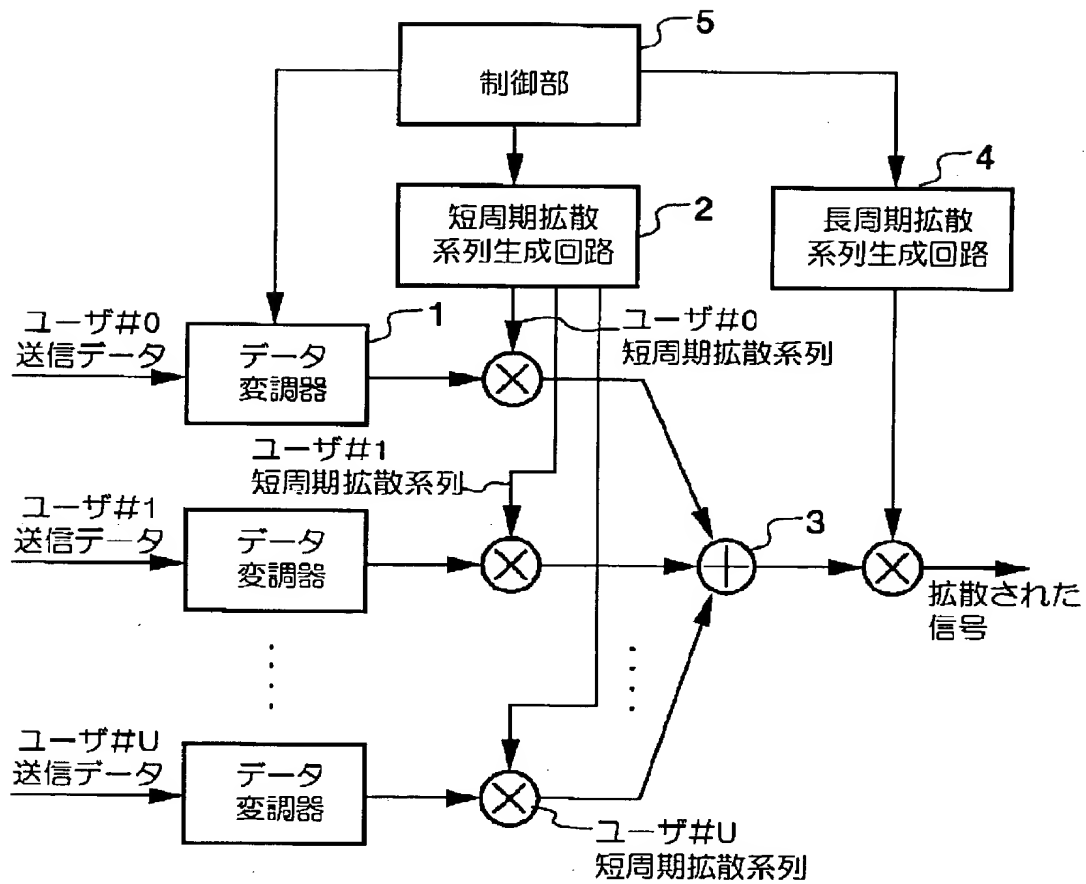 5
制御部
4
短周期拡散
系列生成回路
2
長周期拡散
系列生成回路
ユーザ#0
送信データ
1
データ
変調器
ユーザ#0
短周期拡散系列
ユーザ#1
短周期拡散系列
ユーザ#1
送信データ
データ
変調器
3
拡散された
信号
ユーザ#U
送信データ
データ
変調器
ユーザ#U
短周期拡散系列